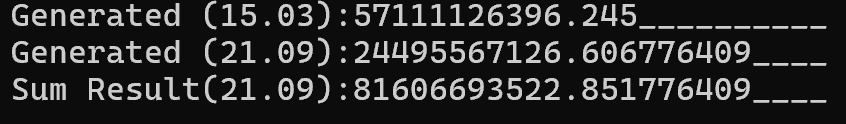 Generated (15.03):57111126396.245__________
Generated (21.09):24495567126.606776409____
Sum Result(21.09):81606693522.851776409____